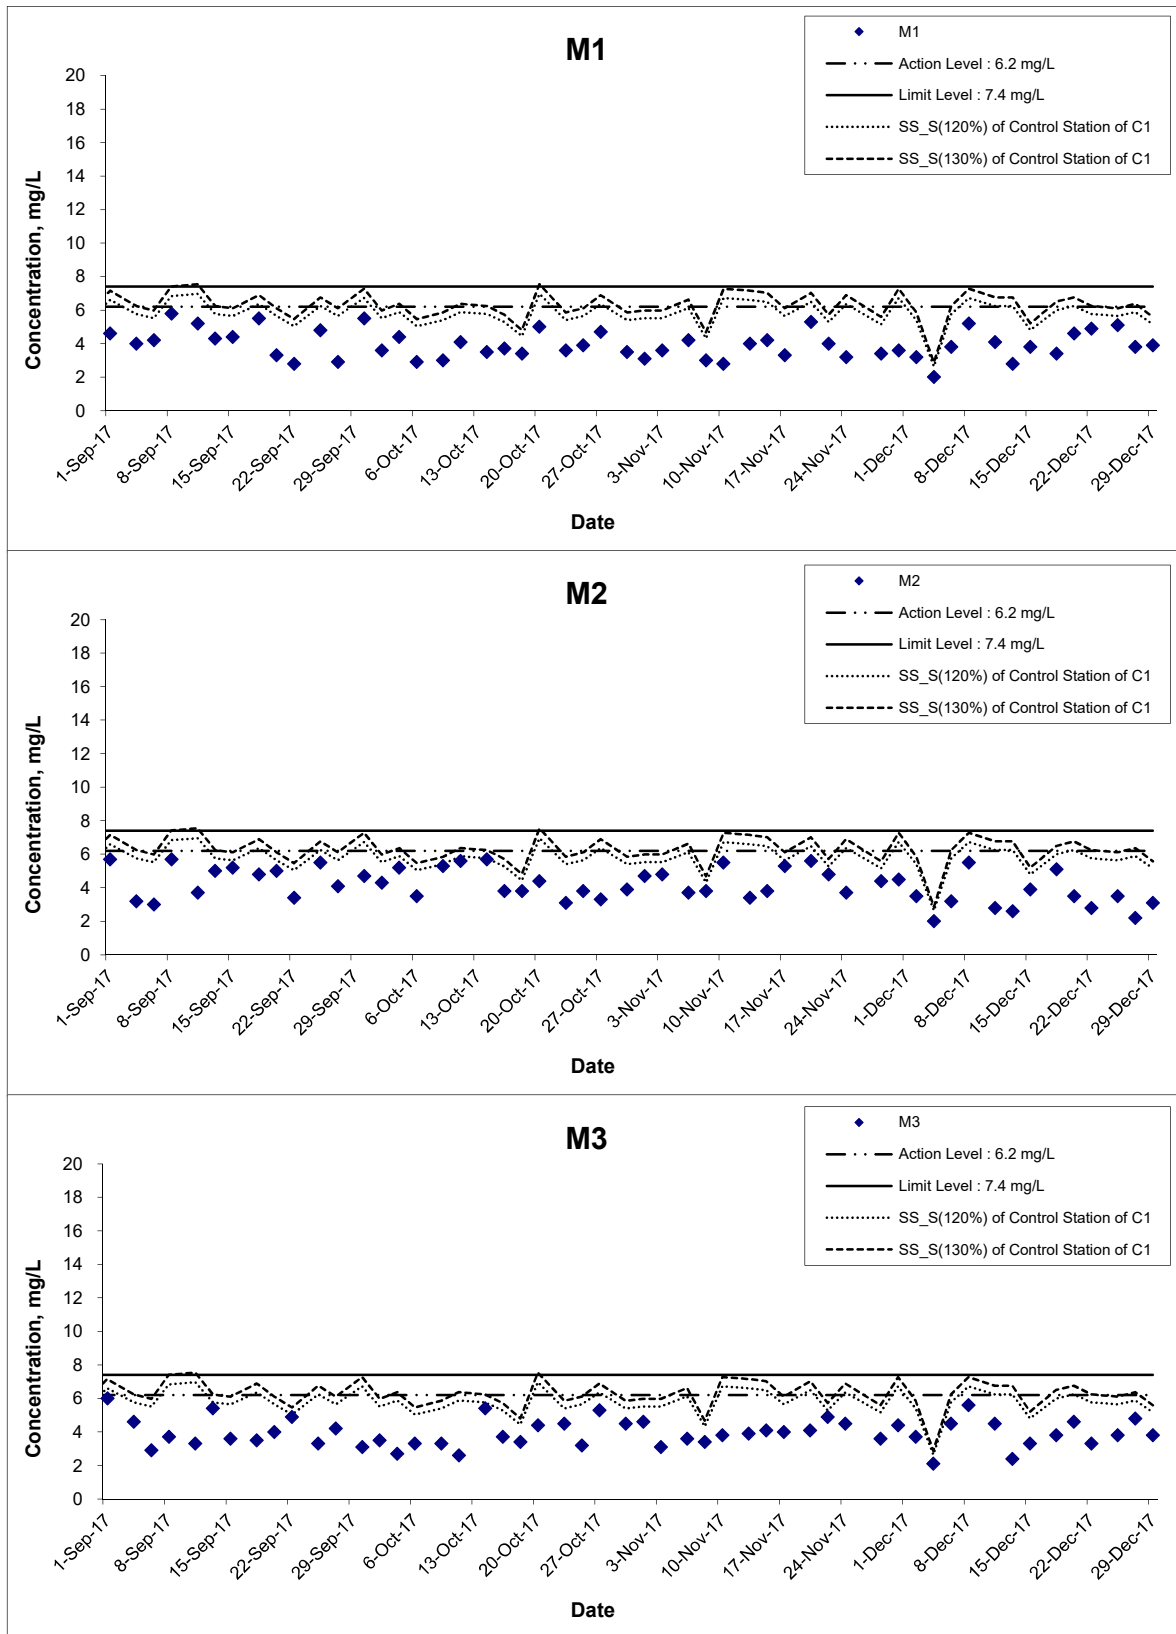 M1
M1
Action Level : 6.2 mg/L
Limit Level : 7.4 mg/L
SS_S(120%) of Control Station of C1
SS_S(130%) of Control Station of C1
Concentration, mg/L
20
18
16
14
12
10
8
6
4
2
0
1-Sep-17
8-Sep-17
15-Sep-17
22-Sep-17
29-Sep-17
6-Oct-17
13-Oct-17
20-Oct-17
27-Oct-17
3-Nov-17
10-Nov-17
17-Nov-17
24-Nov-17
1-Dec-17
8-Dec-17
15-Dec-17
22-Dec-17
29-Dec-17
Date
M2
M2
Action Level : 6.2 mg/L
Limit Level : 7.4 mg/L
SS_S(120%) of Control Station of C1
SS_S(130%) of Control Station of C1
Concentration, mg/L
20
18
16
14
12
10
8
6
4
2
0
1-Sep-17
8-Sep-17
15-Sep-17
22-Sep-17
29-Sep-17
6-Oct-17
13-Oct-17
20-Oct-17
27-Oct-17
3-Nov-17
10-Nov-17
17-Nov-17
24-Nov-17
1-Dec-17
8-Dec-17
15-Dec-17
22-Dec-17
29-Dec-17
Date
M3
M3
Action Level : 6.2 mg/L
Limit Level : 7.4 mg/L
SS_S(120%) of Control Station of C1
SS_S(130%) of Control Station of C1
Concentration, mg/L
20
18
16
14
12
10
8
6
4
2
0
1-Sep-17
8-Sep-17
15-Sep-17
22-Sep-17
29-Sep-17
6-Oct-17
13-Oct-17
20-Oct-17
27-Oct-17
3-Nov-17
10-Nov-17
17-Nov-17
24-Nov-17
1-Dec-17
8-Dec-17
15-Dec-17
22-Dec-17
29-Dec-17
Date